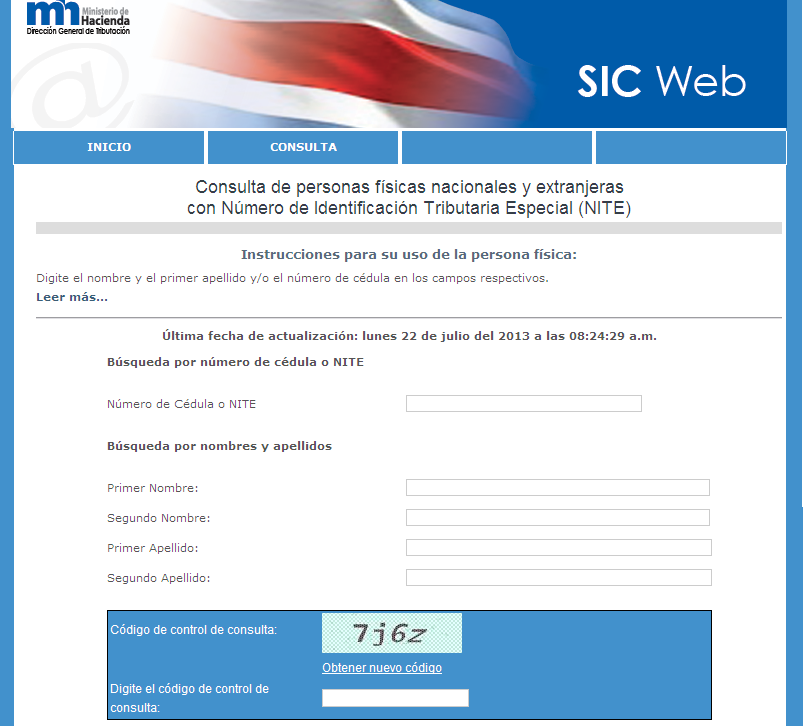 Ministerio de
Hacienda
Dirección General de Tributación
SIC Web
INICIO
CONSULTA
Consulta de personas físicas nacionales y extranjeras
con Número de Identificación Tributaria Especial (NITE)
Instrucciones para su uso de la persona física:
Digite el nombre y el primer apellido y/o el número de cédula en los campos respectivos.
Leer más...
Última fecha de actualización: lunes 22 de julio del 2013 a las 08:24:29 a.m.
Búsqueda por número de cédula o NITE
Número de Cédula o NITE
Búsqueda por nombres y apellidos
Primer Nombre:
Segundo Nombre:
Primer Apellido:
Segundo Apellido:
Código de control de consulta:
7j6z
Obtener nuevo código
Digite el código de control de
consulta: